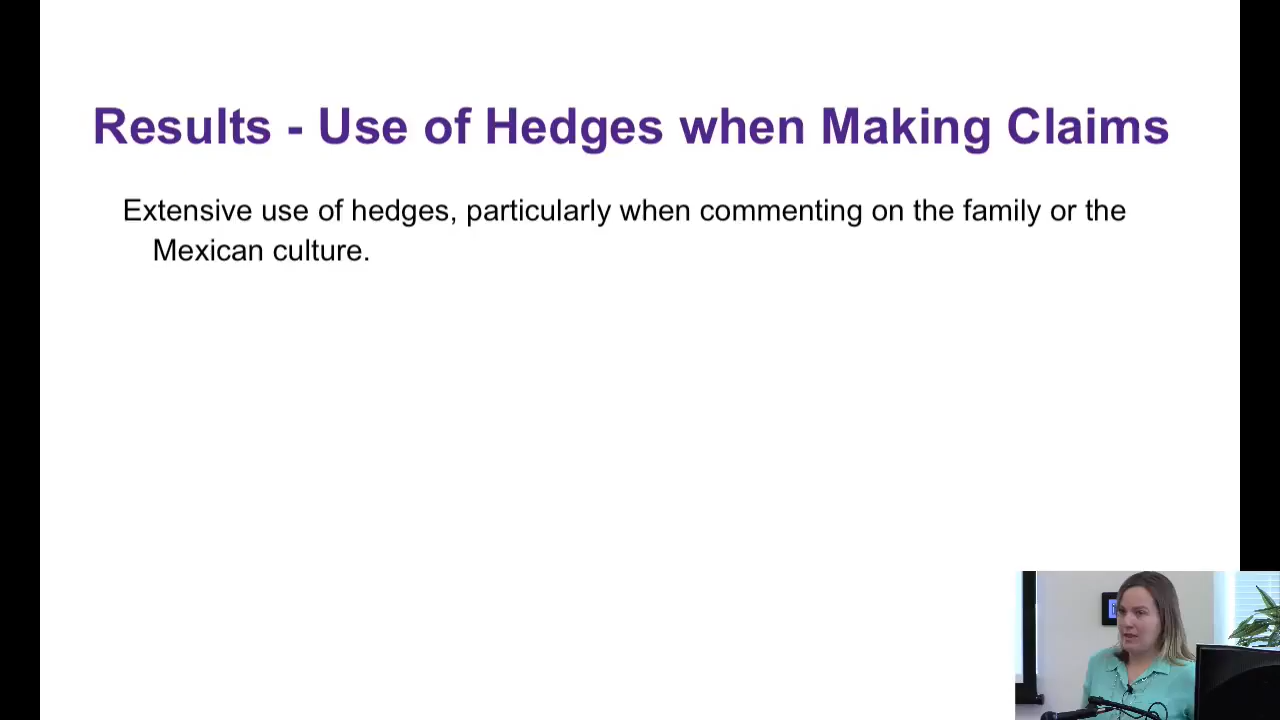 Results - Use of Hedges when Making Claims
Extensive use of hedges, particularly when commenting on the family or the
Mexican culture.